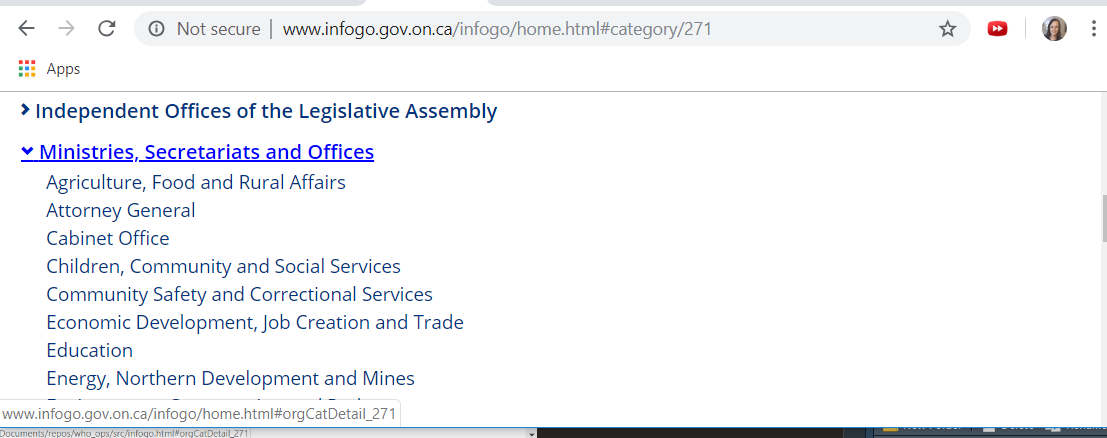 Not secure | www.infogo.gov.on.ca/infogo/home.html#category/271
Apps
Independent Offices of the Legislative Assembly
Ministries, Secretariats and Offices
Agriculture, Food and Rural Affairs
Attorney General
Cabinet Office
Children, Community and Social Services
Community Safety and Correctional Services
Economic Development, Job Creation and Trade
Education
Energy, Northern Development and Mines
www.infogo.gov.on.ca/infogo/home.html#orgCatDetail_271
Documents/repos/who_ops/src/infogo.html#orgCatDetail_271